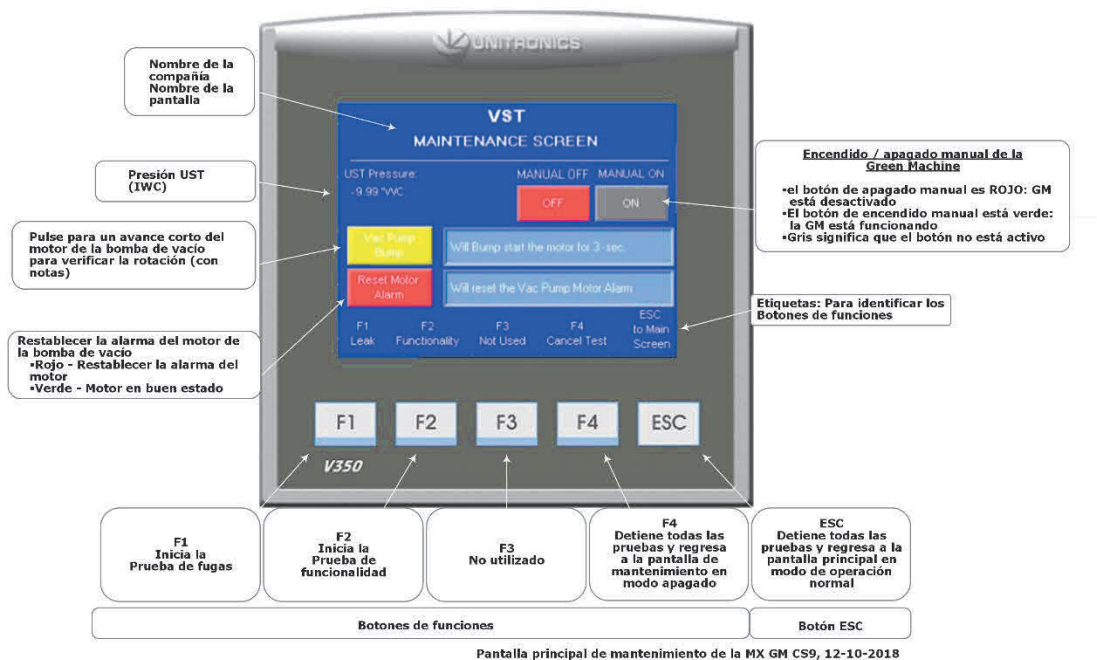 UNITRONICS
Nombre de la
compañía
Nombre de la
pantalla
VST
MAINTENANCE SCREEN
Presión UST
(IWC)
UST Pressure:
-9.99 "WC
MANUAL OFF MANUAL ON
OFF ON
Encendido / apagado manual de la
Green Machine
▪el botón de apagado manual es ROJO: GM
está desactivado
▪El botón de encendido manual está verde:
la GM está funcionando
▪Gris significa que el botón no está activo
Pulse para un avance corto del
motor de la bomba de vacío
para verificar la rotación (con
notas)
Vac Pump
Bump
Will Bump start the motor for 3-sec.
Reset Motor
Alarm
Will reset the Vac Pump Motor Alarm
Etiquetas: Para identificar los
Botones de funciones
Restablecer la alarma del motor de
la bomba de vacío
▪Rojo - Restablecer la alarma del
motor
▪Verde - Motor en buen estado
F1
Leak
F2
Functionality
F3
Not Used
F4
Cancel Test
ESC
to Main
Screen
F1 F2 F3 F4 ESC
V350
F1
Inicia la
Prueba de fugas
F2
Inicia la
Prueba de
funcionalidad
F3
No utilizado
F4
Detiene todas las
pruebas y regresa
a la pantalla de
mantenimiento en
modo apagado
ESC
Detiene todas las
pruebas y regresa a la
pantalla principal en
modo de operación
normal
Botones de funciones
Botón ESC
Pantalla principal de mantenimiento de la MX GM CS9, 12-10-2018